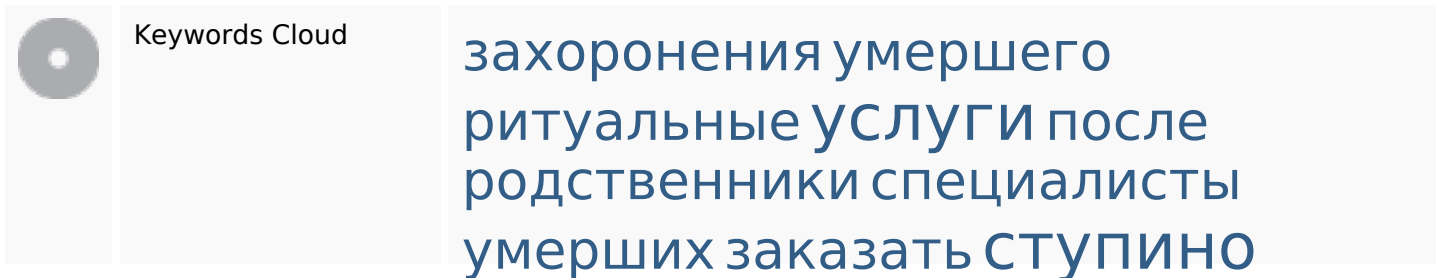 Keywords Cloud
захоронения умершего
ритуальные услуги после
родственники специалисты
умерших заказать ступино